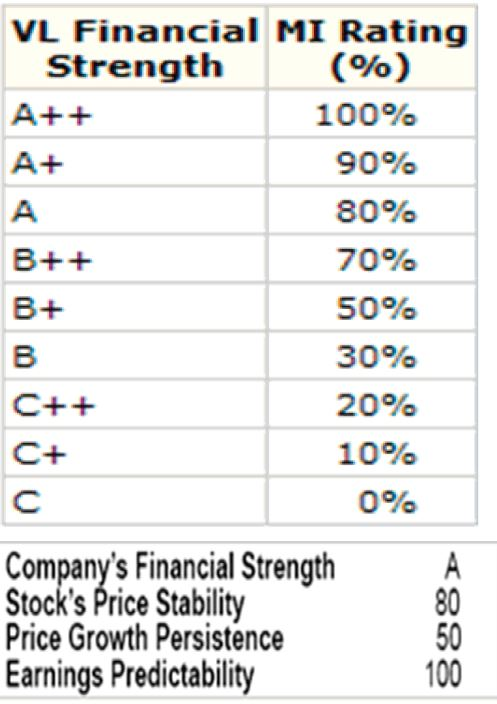 VL Financial Strength MI Rating (%)
A++ 100%
A+ 90%
A 80%
B++ 70%
B+ 50%
B 30%
C++ 20%
C+ 10%
C 0%
Company's Financial Strength A
Stock's Price Stability 80
Price Growth Persistence 50
Earnings Predictability 100